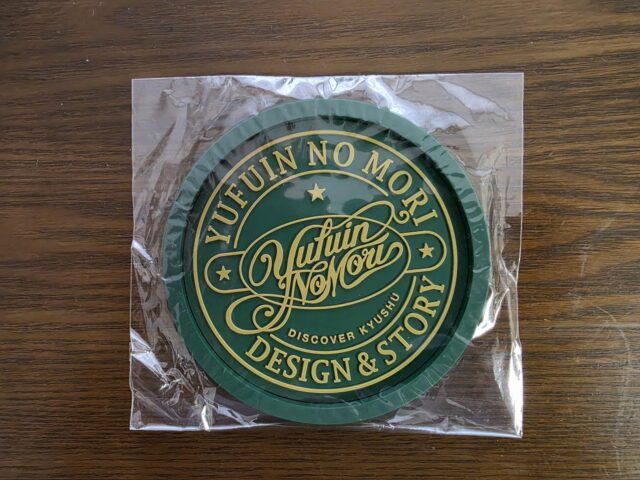 YUFUIN NO MORI
Yufuin
NoMori
DISCOVER KYUSHU
DESIGN & STORY